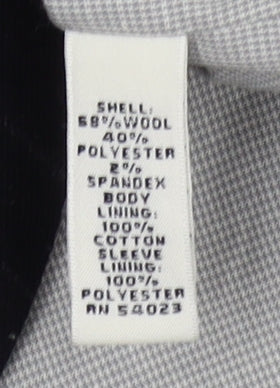 SHELL:
58% WOOL
40%
POLYESTER
2%
SPANDEX
BODY
LINING:
100%
COTTON
SLEEVE
LINING:
100%
POLYESTER
RN 54023